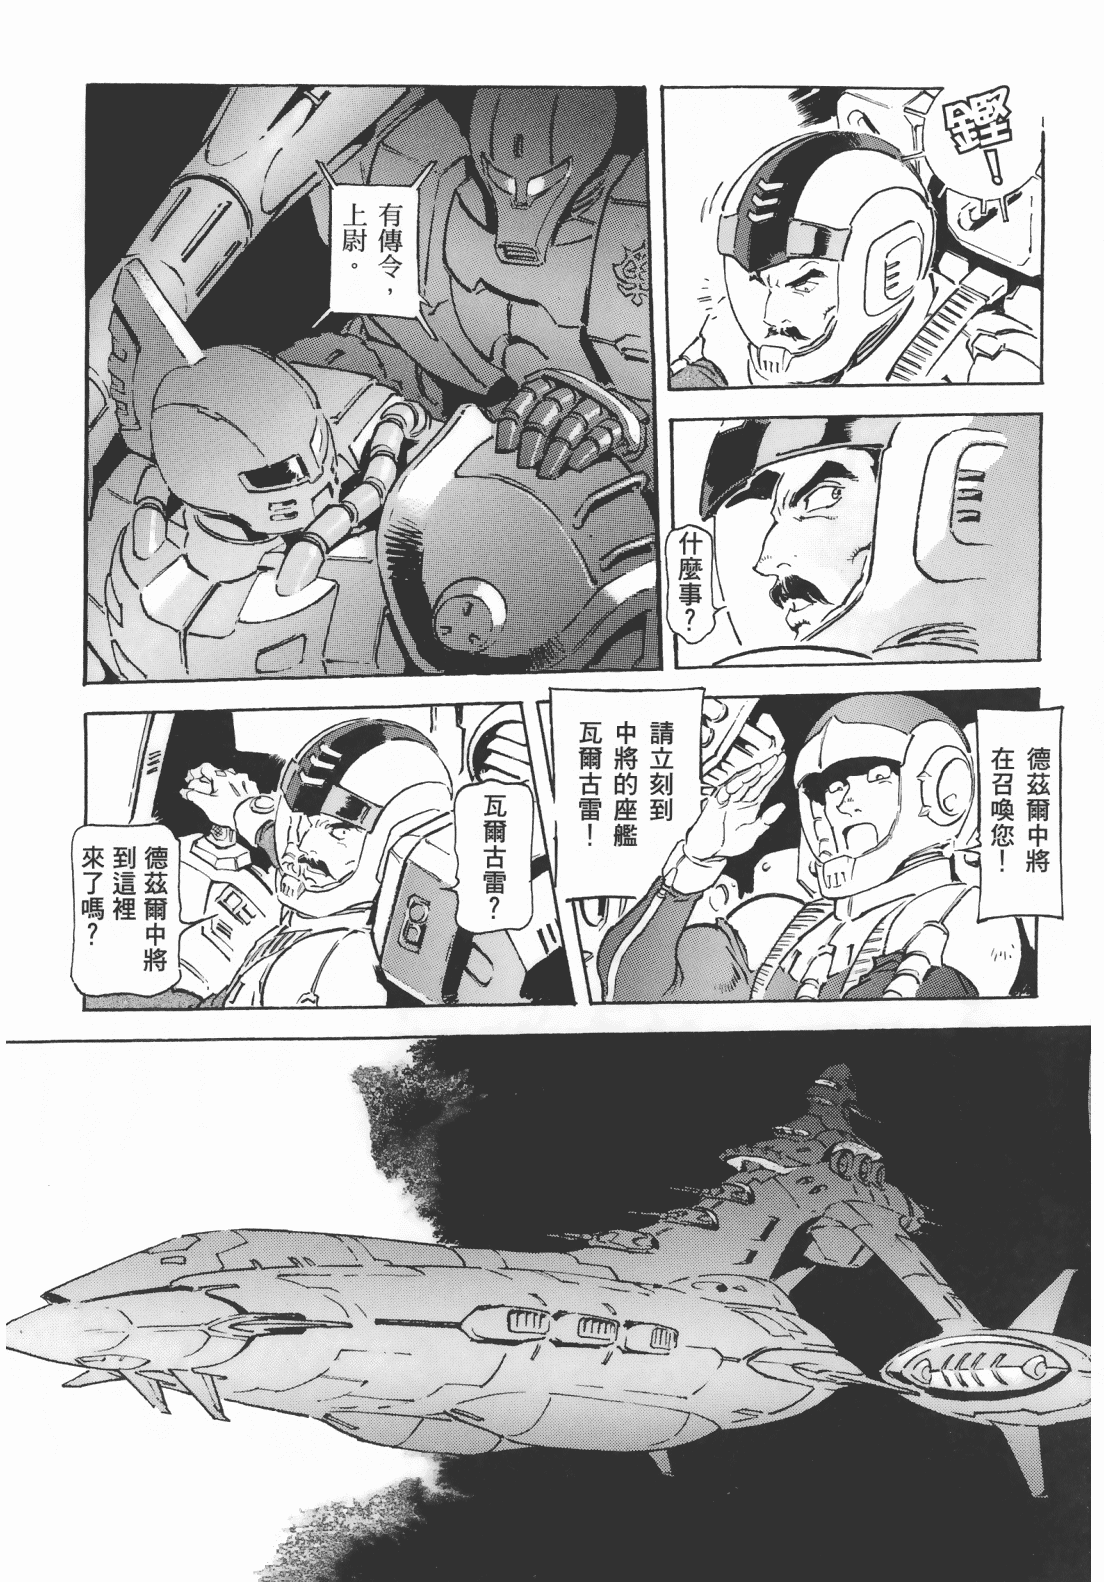 鏗！
有傳令，
上尉。
什麼事？
德茲爾中將
在召喚您！
請立刻到
中將的座艦
瓦爾古雷！
瓦爾古雷？
德茲爾中將
到這裡
來了嗎？